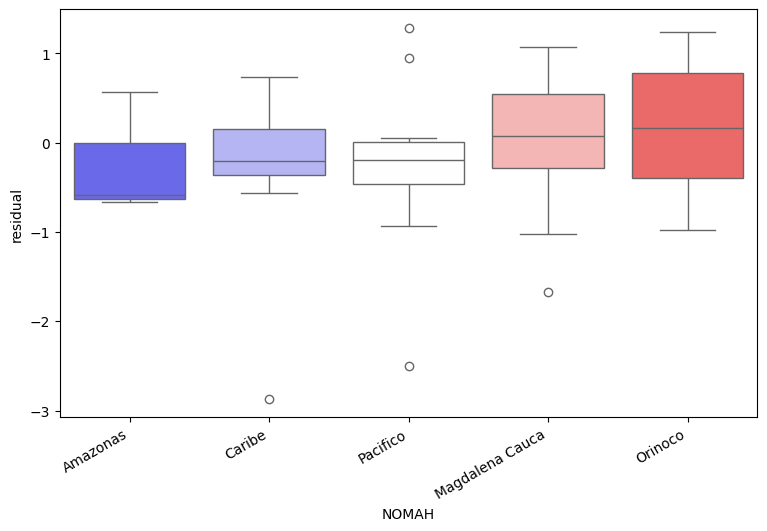 1
0
−1
−2
−3
residual
Amazonas
Caribe
Pacifico
Magdalena Cauca
Orinoco
NOMAH